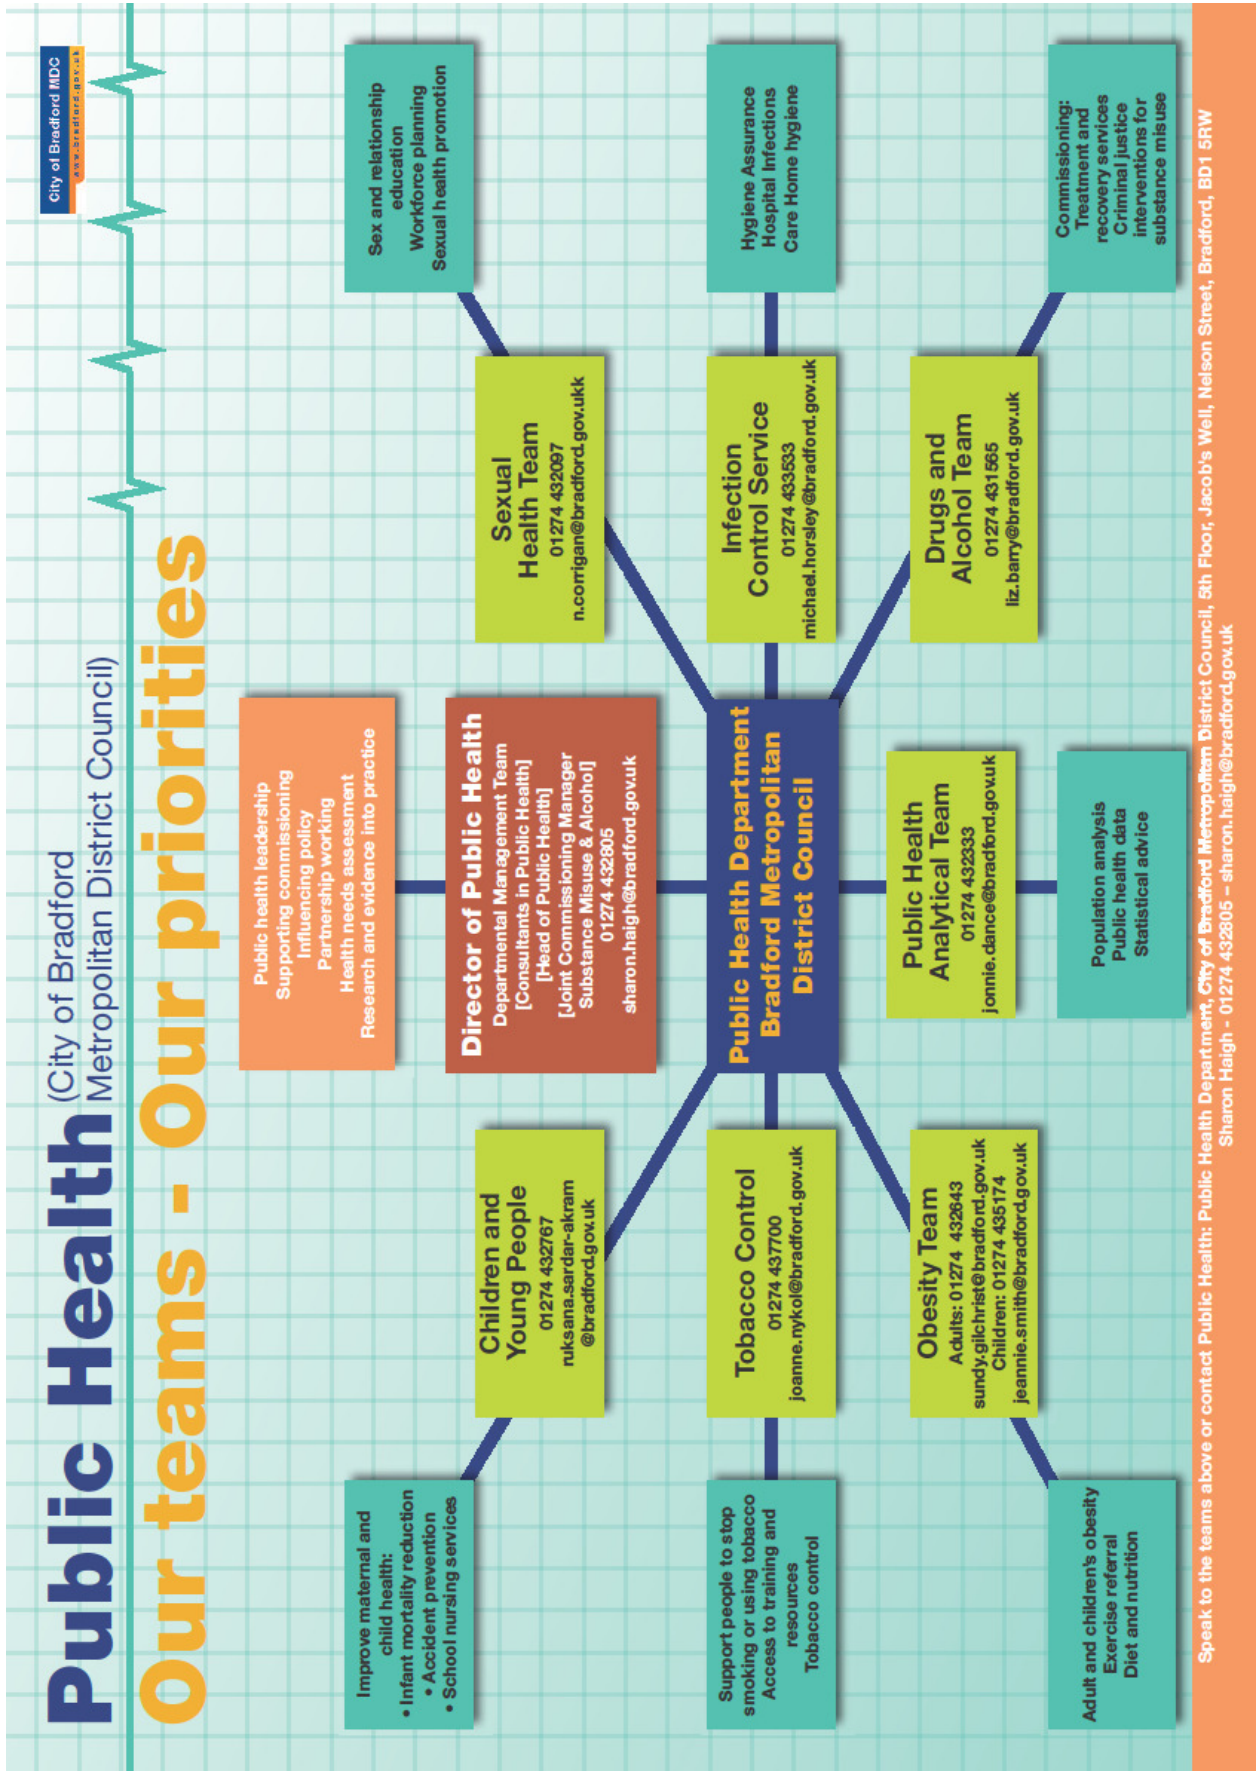 City of Bradford MDC
www.bradford.gov.uk
Public Health (City of Bradford
Metropolitan District Council)
Our teams - Our priorities
Public health leadership
Supporting commissioning
Influencing policy
Partnership working
Health needs assessment
Research and evidence into practice
Director of Public Health
Departmental Management Team
[Consultants in Public Health]
[Head of Public Health]
[Joint Commissioning Manager
Substance Misuse & Alcohol]
01274 432805
sharon.haigh@bradford.gov.uk
Improve maternal and
child health:
• Infant mortality reduction
• Accident prevention
• School nursing services
Children and
Young People
01274 432767
ruksana.sardar-akram
@bradford.gov.uk
Sexual
Health Team
01274 432097
n.corrigan@bradford.gov.ukk
Sex and relationship
education
Workforce planning
Sexual health promotion
Support people to stop
smoking or using tobacco
Access to training and
resources
Tobacco control
Tobacco Control
01274 437700
joanne.nykol@bradford.gov.uk
Public Health Department
Bradford Metropolitan
District Council
Infection
Control Service
01274 433533
michael.horsley@bradford.gov.uk
Hygiene Assurance
Hospital Infections
Care Home hygiene
Adult and children's obesity
Exercise referral
Diet and nutrition
Obesity Team
Adults: 01274 432643
sundy.gilchrist@bradford.gov.uk
Children: 01274 435174
jeannie.smith@bradford.gov.uk
Public Health
Analytical Team
01274 432333
jonnie.dance@bradford.gov.uk
Population analysis
Public health data
Statistical advice
Drugs and
Alcohol Team
01274 431565
liz.barry@bradford.gov.uk
Commissioning:
Treatment and
recovery services
Criminal justice
interventions for
substance misuse
Speak to the teams above or contact Public Health: Public Health Department, City of Bradford Metropolitan District Council, 5th Floor, Jacob's Well, Nelson Street, Bradford, BD1 5RW
Sharon Haigh - 01274 432805 – sharon.haigh@bradford.gov.uk